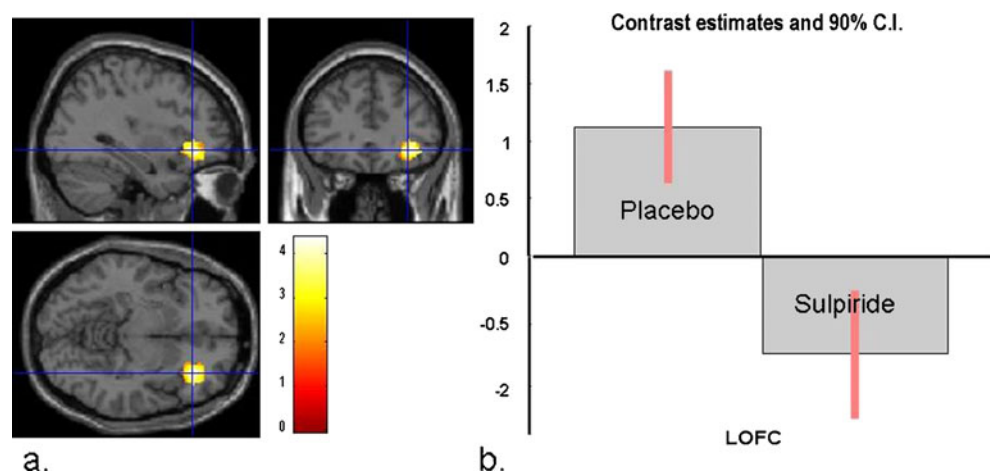 Contrast estimates and 90% C.I.
2
1.5
1
0.5
0
-0.5
-2
Placebo
Sulpiride
LOFC
4
3
2
1
0
a.
b.